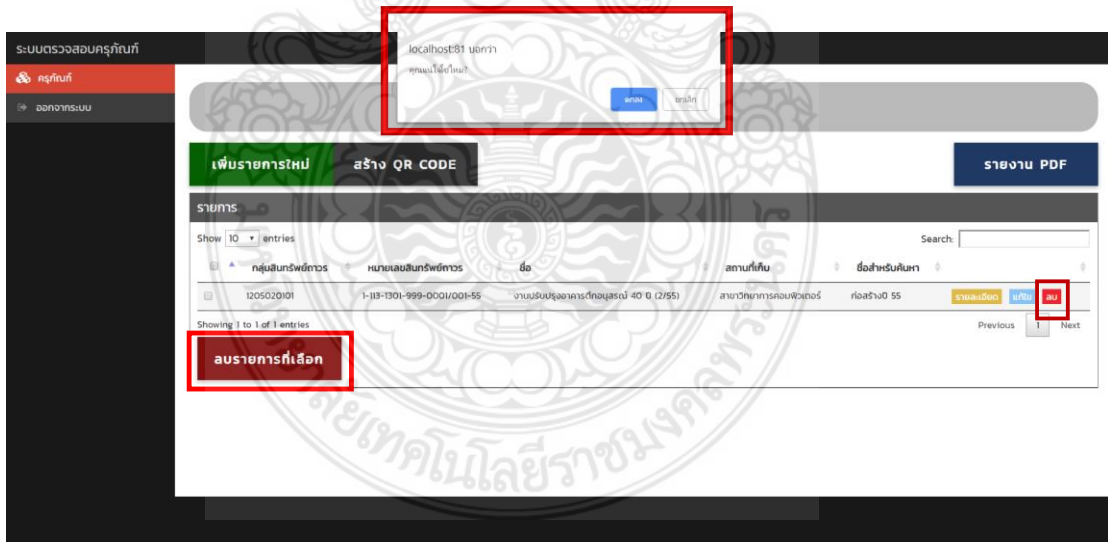 localhost:81 บอกว่า
คุณแน่ใช่ไหม?
ตกลง ยกเลิก
ระบบตรวจสอบครุภัณฑ์
ครุภัณฑ์
ออกจากระบบ
เพิ่มรายการใหม่ สร้าง QR CODE รายงาน PDF
รายการ
Show 10 entries Search:
กลุ่มสินทรัพย์ถาวร หมายเลขสินทรัพย์ถาวร ชื่อ สถานที่เก็บ ชื่อสำหรับค้นหา
1205020101 1-113-1301-999-0001/001-55 งานปรับปรุงอาคารตึกอนุสรณ์ 40 ปี (2/55) สาขาวิทยาการคอมพิวเตอร์ ก่อสร้าง0 55 รายละเอียด แก้ไข ลบ
Showing 1 to 1 of 1 entries Previous 1 Next
ลบรายการที่เลือก